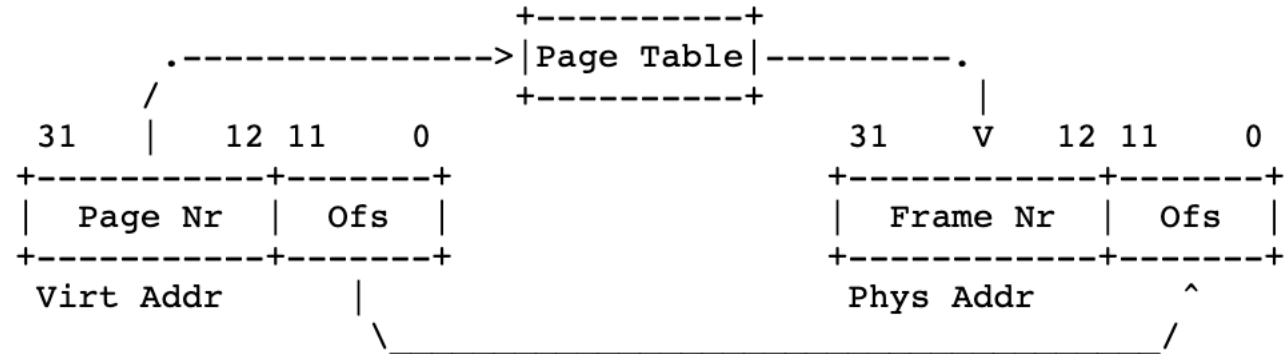 Page Table
31 12 11 0 31 V 12 11 0
Page Nr Ofs Frame Nr Ofs
Virt Addr Phys Addr